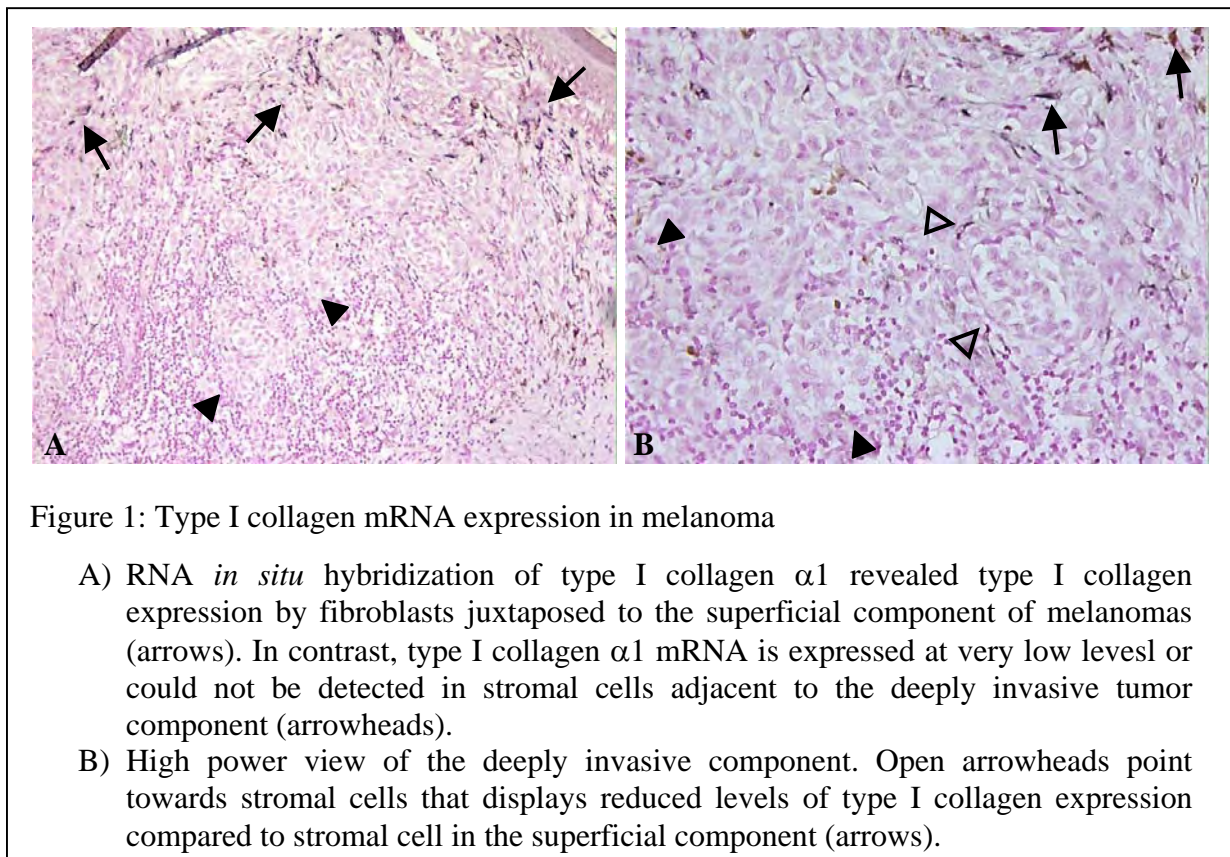 A
B
Figure 1: Type I collagen mRNA expression in melanoma
A) RNA in situ hybridization of type I collagen α1 revealed type I collagen
expression by fibroblasts juxtaposed to the superficial component of melanomas
(arrows). In contrast, type I collagen α1 mRNA is expressed at very low levesl or
could not be detected in stromal cells adjacent to the deeply invasive tumor
component (arrowheads).
B) High power view of the deeply invasive component. Open arrowheads point
towards stromal cells that displays reduced levels of type I collagen expression
compared to stromal cell in the superficial component (arrows).